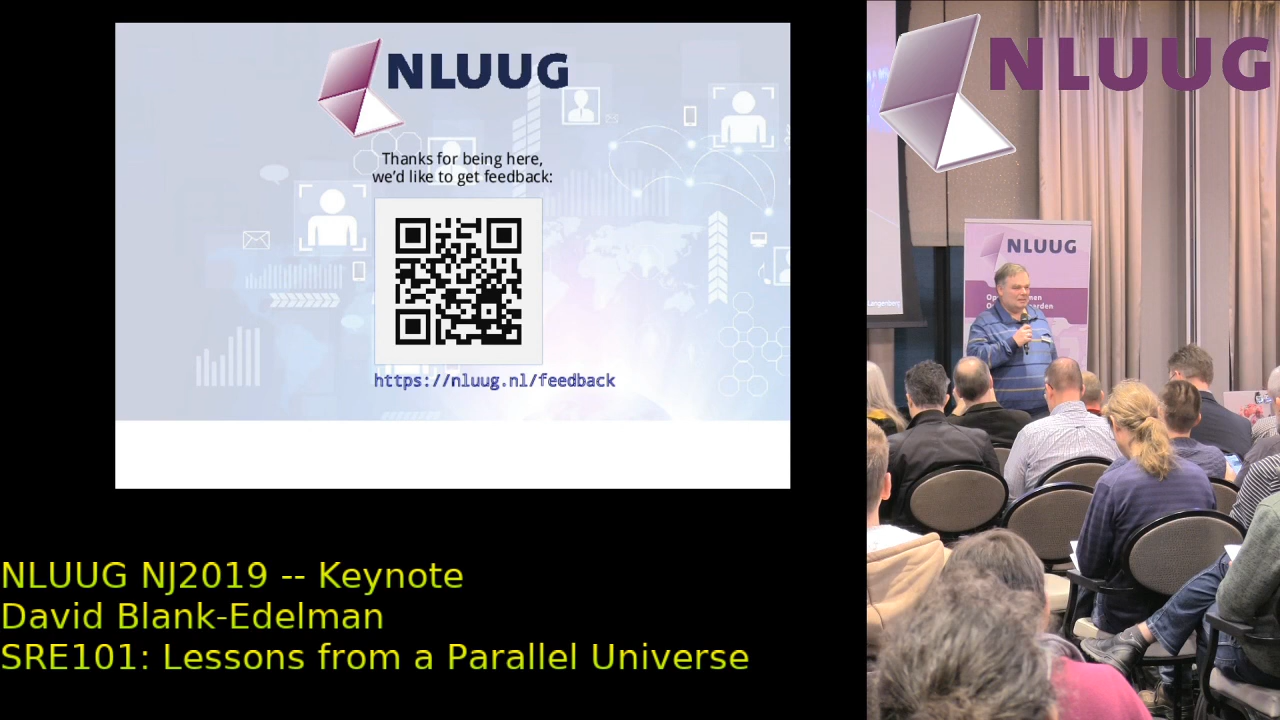 NLUUG
Thanks for being here,
we'd like to get feedback:
https://nluug.nl/feedback
NLUUG NJ2019 -- Keynote
David Blank-Edelman
SRE101: Lessons from a Parallel Universe
NLUUG
NLUUG